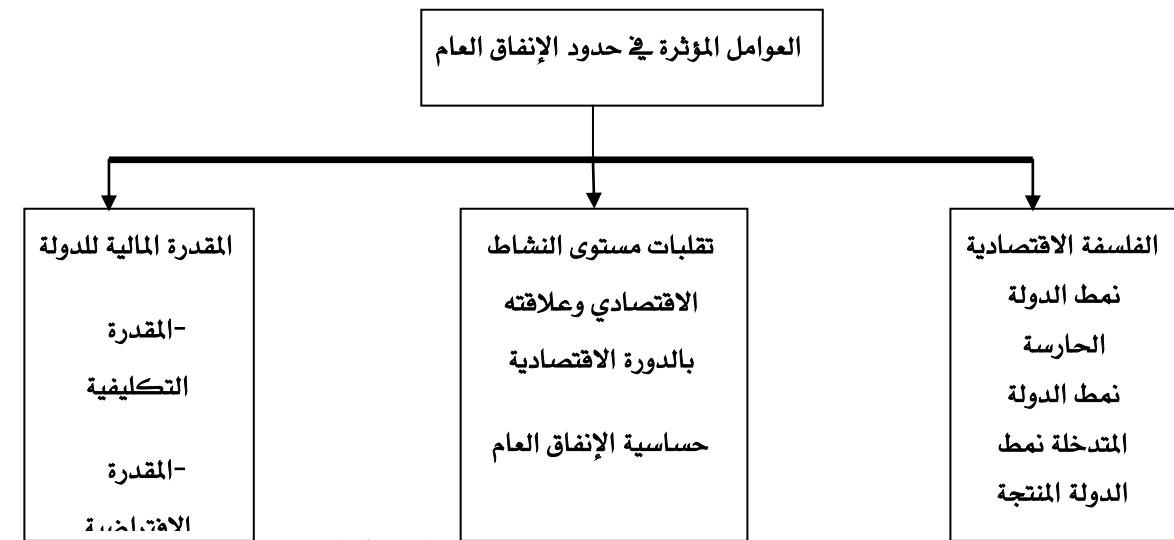 العوامل المؤثرة في حدود الإنفاق العام
الفلسفة الاقتصادية
نمط الدولة
الحارسة
نمط الدولة
المتدخلة نمط
الدولة المنتجة
تقلبات مستوى النشاط
الاقتصادي وعلاقته
بالدورة الاقتصادية
حساسية الإنفاق العام
المقدرة المالية للدولة
-المقدرة
التكليفية
-المقدرة